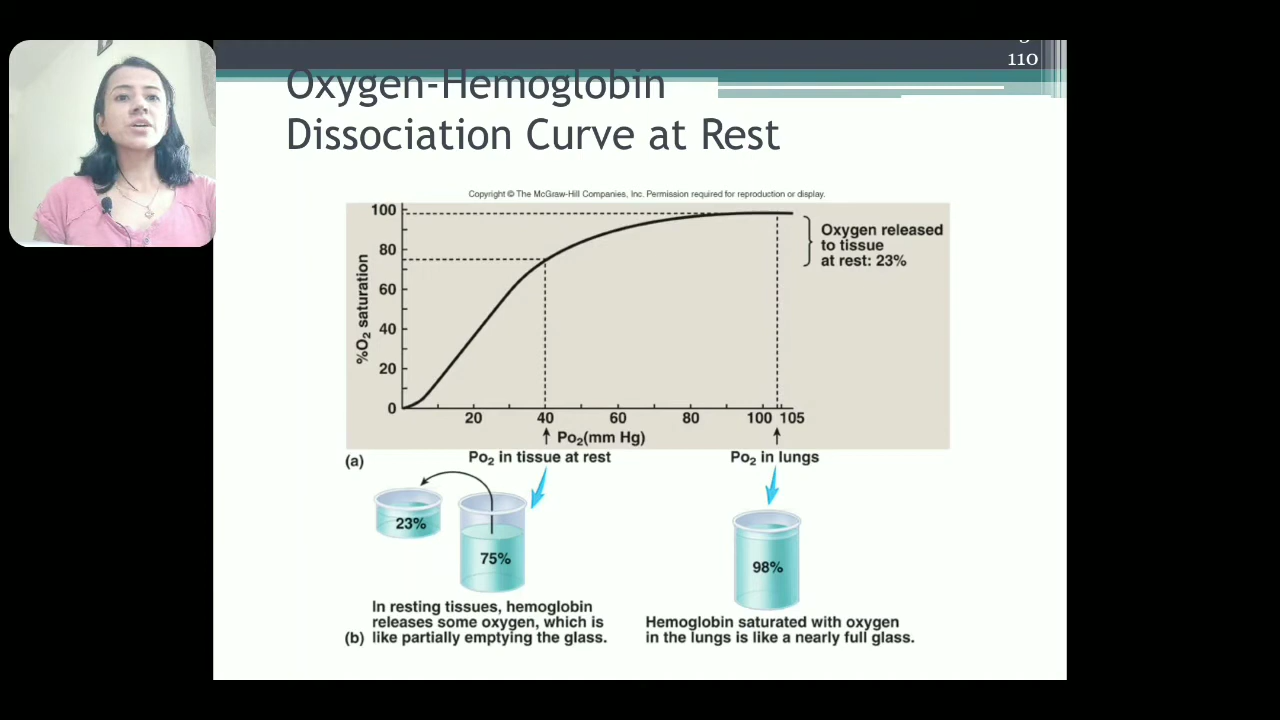 110
Oxygen-Hemoglobin
Dissociation Curve at Rest
Copyright © The McGraw-Hill Companies, Inc. Permission required for reproduction or display.
100
80
60
40
20
0
%O₂ saturation
Oxygen released
to tissue
at rest: 23%
20 40 60 80 100 105
Po₂(mm Hg)
(a)
Po₂ in tissue at rest
Po₂ in lungs
23%
75%
98%
In resting tissues, hemoglobin
releases some oxygen, which is
(b) like partially emptying the glass.
Hemoglobin saturated with oxygen
in the lungs is like a nearly full glass.